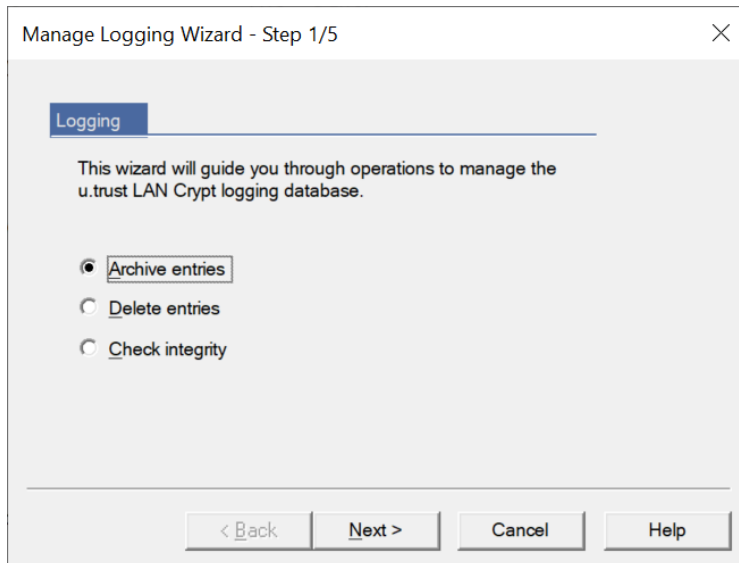 Manage Logging Wizard - Step 1/5
Logging
This wizard will guide you through operations to manage the
u.trust LAN Crypt logging database.
Archive entries
Delete entries
Check integrity
< Back Next > Cancel Help